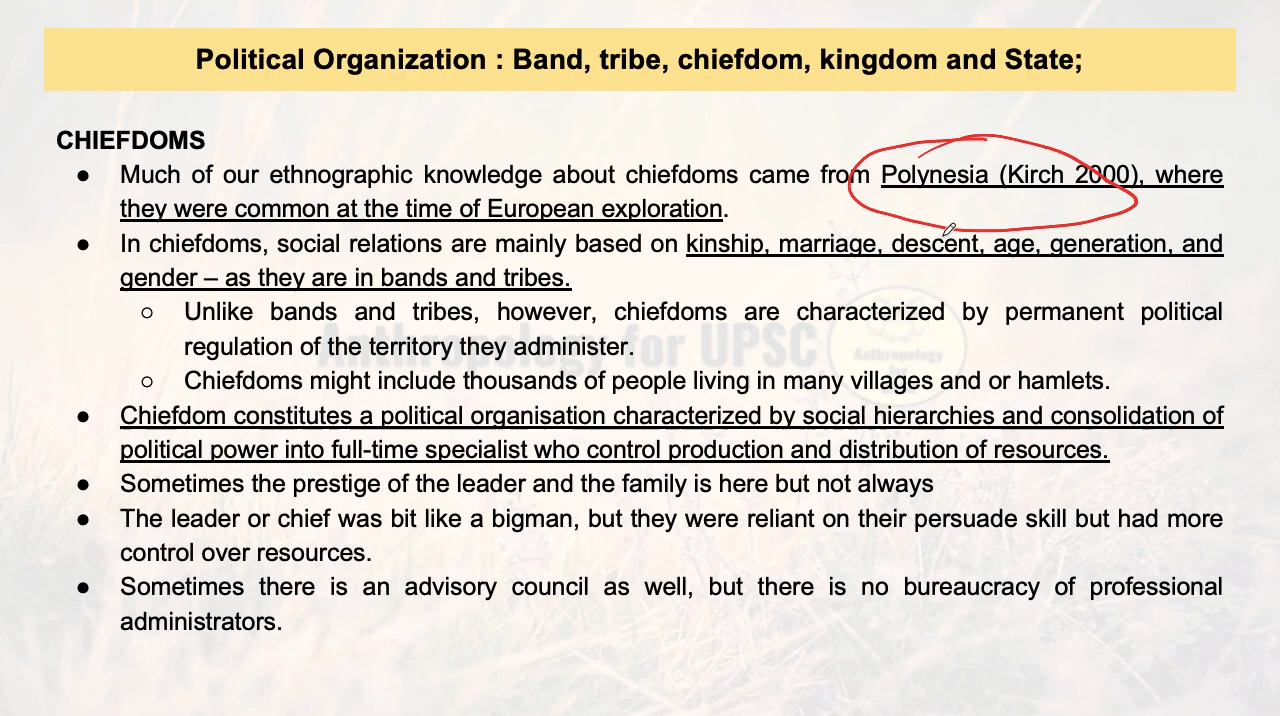 Political Organization : Band, tribe, chiefdom, kingdom and State;
CHIEFDOMS
● Much of our ethnographic knowledge about chiefdoms came from Polynesia (Kirch 2000), where
they were common at the time of European exploration.
● In chiefdoms, social relations are mainly based on kinship, marriage, descent, age, generation, and
gender – as they are in bands and tribes.
○ Unlike bands and tribes, however, chiefdoms are characterized by permanent political
regulation of the territory they administer.
○ Chiefdoms might include thousands of people living in many villages and or hamlets.
● Chiefdom constitutes a political organisation characterized by social hierarchies and consolidation of
political power into full-time specialist who control production and distribution of resources.
● Sometimes the prestige of the leader and the family is here but not always
● The leader or chief was bit like a bigman, but they were reliant on their persuade skill but had more
control over resources.
● Sometimes there is an advisory council as well, but there is no bureaucracy of professional
administrators.
Anthropology for UPSC
Anthropology